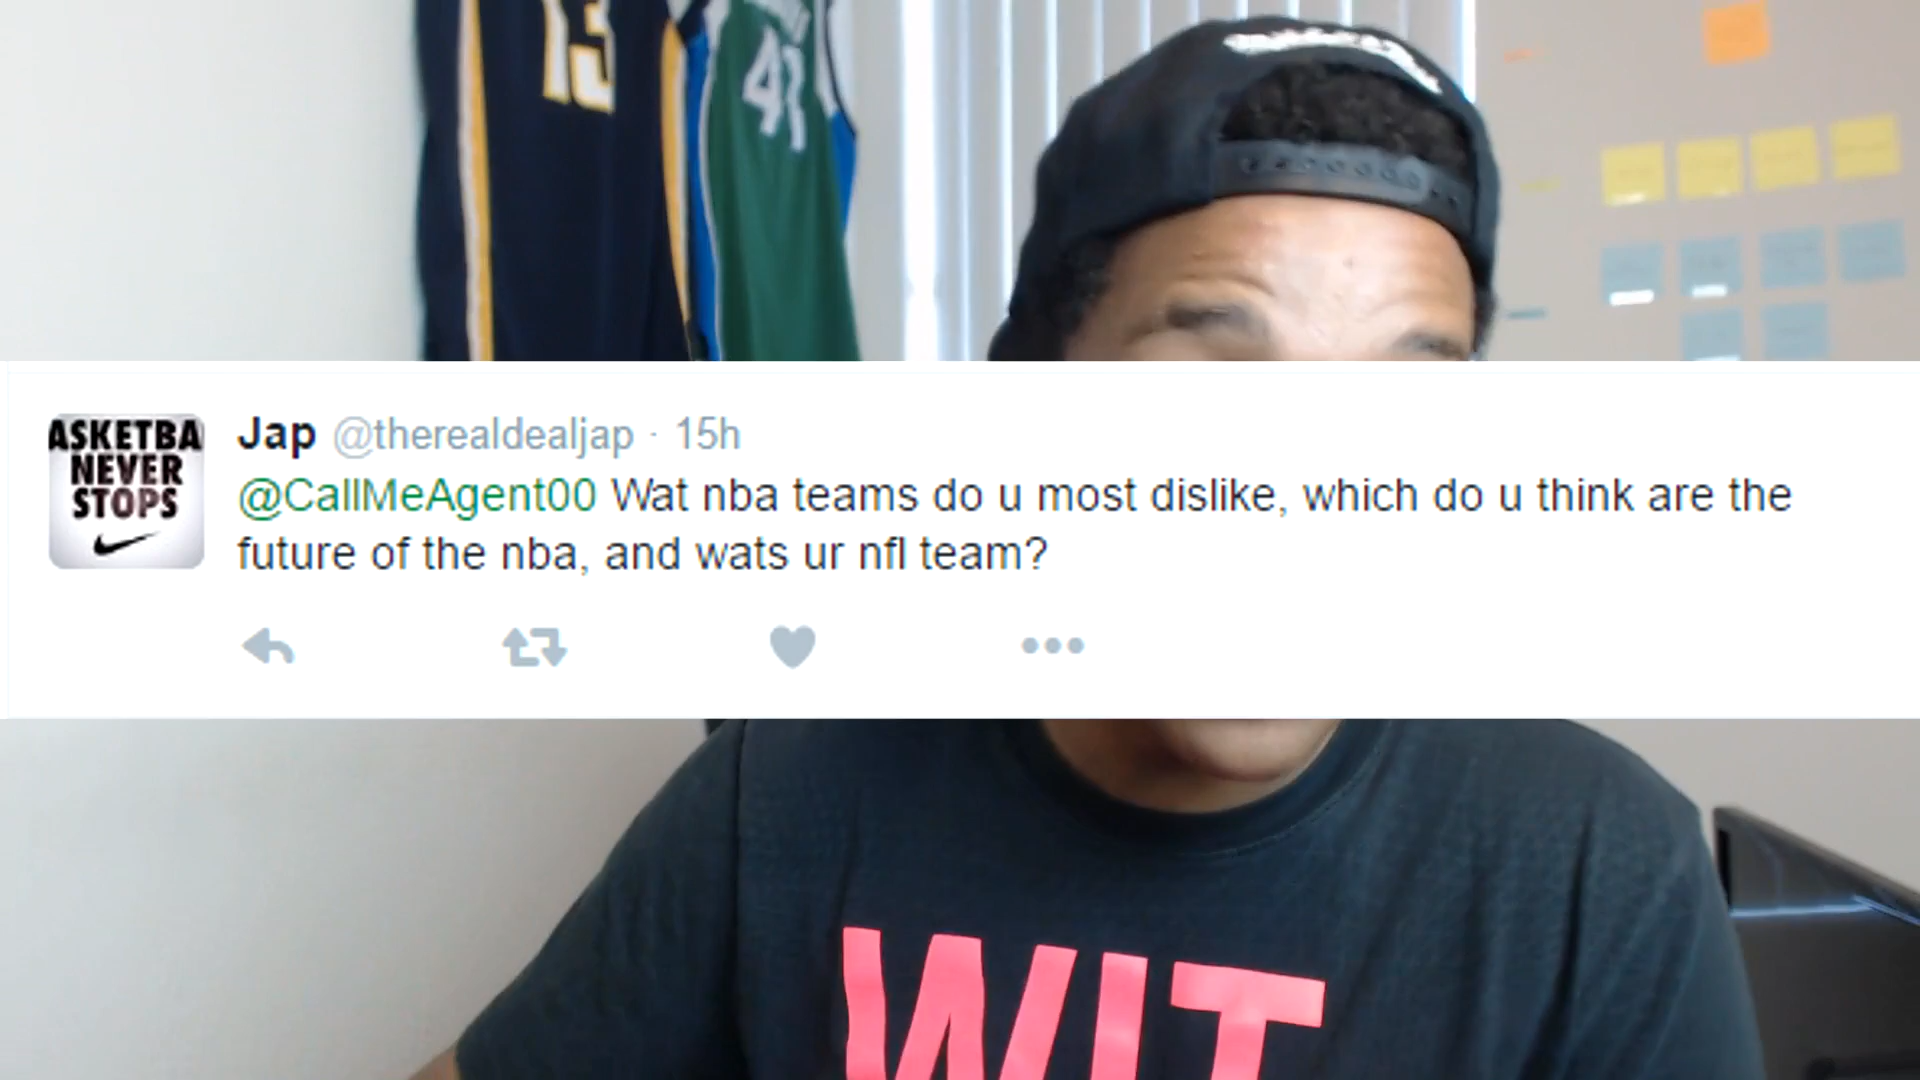 13
41
ASKETBA
NEVER
STOPS
Jap @therealdealjap · 15h
@CallMeAgent00 Wat nba teams do u most dislike, which do u think are the
future of the nba, and wats ur nfl team?
WIT